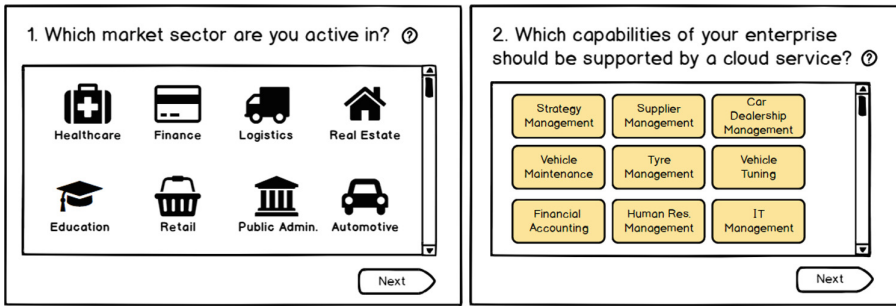 1. Which market sector are you active in? ?
Healthcare
Finance
Logistics
Real Estate
Education
Retail
Public Admin.
Automotive
Next
2. Which capabilities of your enterprise
should be supported by a cloud service? ?
Strategy
Management
Supplier
Management
Car
Dealership
Management
Vehicle
Maintenance
Tyre
Management
Vehicle
Tuning
Financial
Accounting
Human Res.
Management
IT
Management
Next